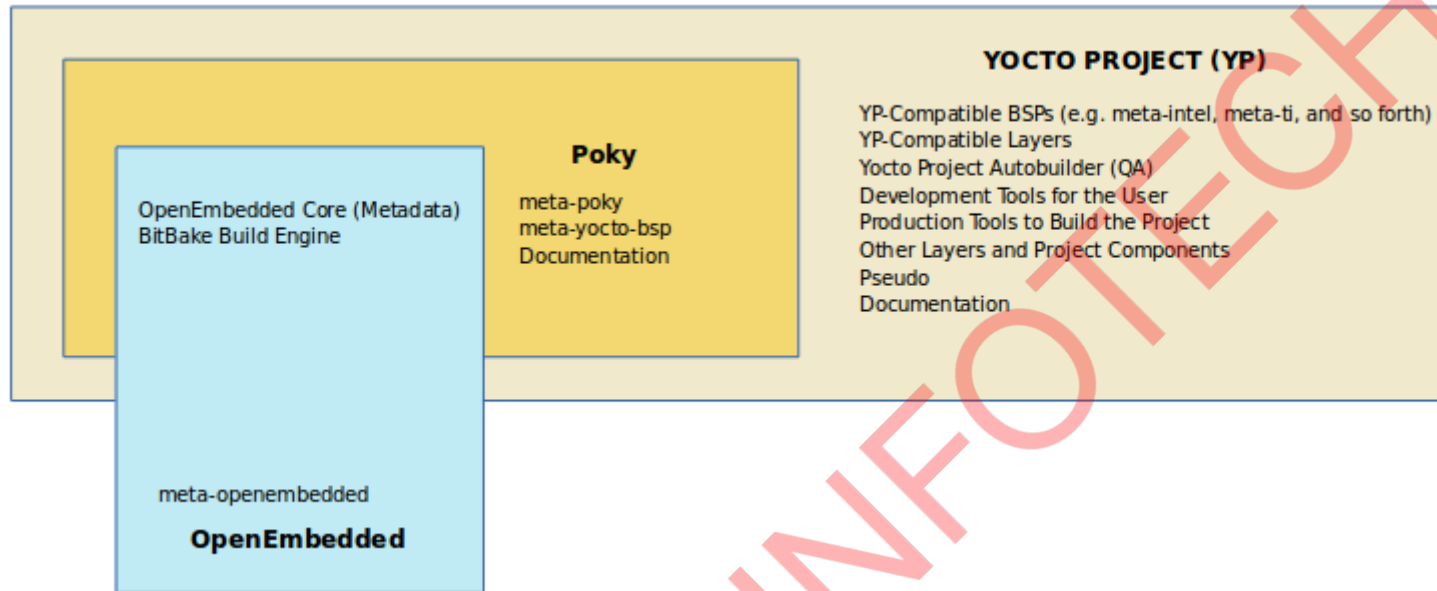 YOCTO PROJECT (YP)
YP-Compatible BSPs (e.g. meta-intel, meta-ti, and so forth)
YP-Compatible Layers
Yocto Project Autobuilder (QA)
Development Tools for the User
Production Tools to Build the Project
Other Layers and Project Components
Pseudo
Documentation
Poky
meta-poky
meta-yocto-bsp
Documentation
OpenEmbedded Core (Metadata)
BitBake Build Engine
meta-openembedded
OpenEmbedded
INFOTECH